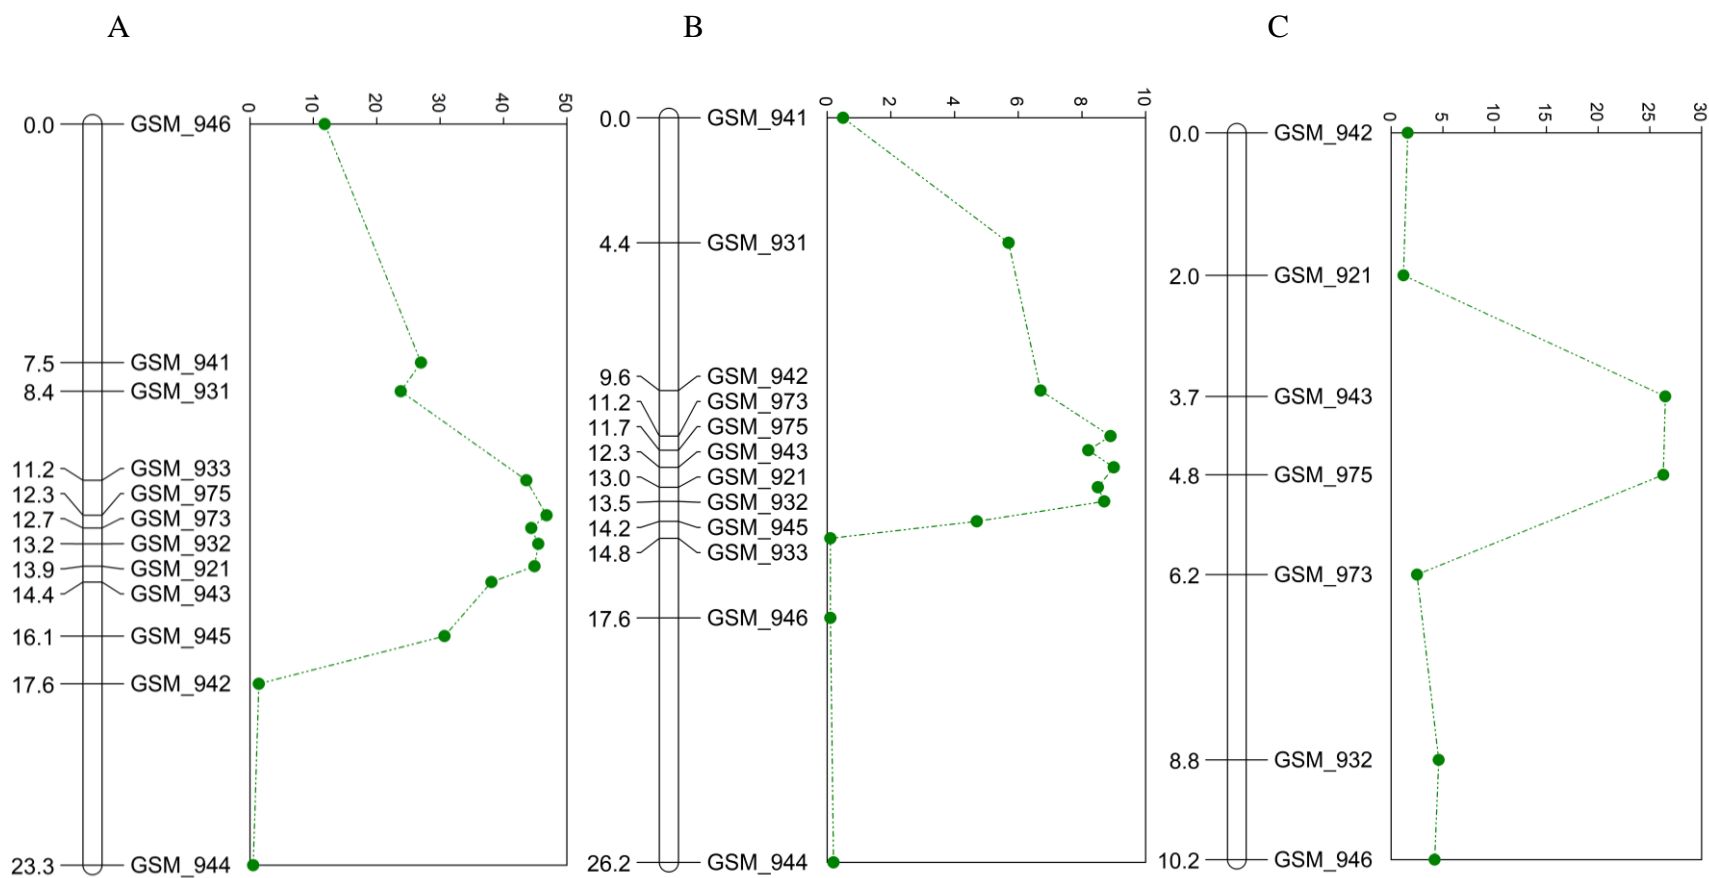 A B C
0 10 20 30 40 50
0.0 GSM_946
7.5 GSM_941
8.4 GSM_931
11.2 GSM_933
12.3 GSM_975
12.7 GSM_973
13.2 GSM_932
13.9 GSM_921
14.4 GSM_943
16.1 GSM_945
17.6 GSM_942
23.3 GSM_944
0 2 4 6 8 10
0.0 GSM_941
4.4 GSM_931
9.6 GSM_942
11.2 GSM_973
11.7 GSM_975
12.3 GSM_943
13.0 GSM_921
13.5 GSM_932
14.2 GSM_945
14.8 GSM_933
17.6 GSM_946
26.2 GSM_944
0 5 10 15 20 25 30
0.0 GSM_942
2.0 GSM_921
3.7 GSM_943
4.8 GSM_975
6.2 GSM_973
8.8 GSM_932
10.2 GSM_946